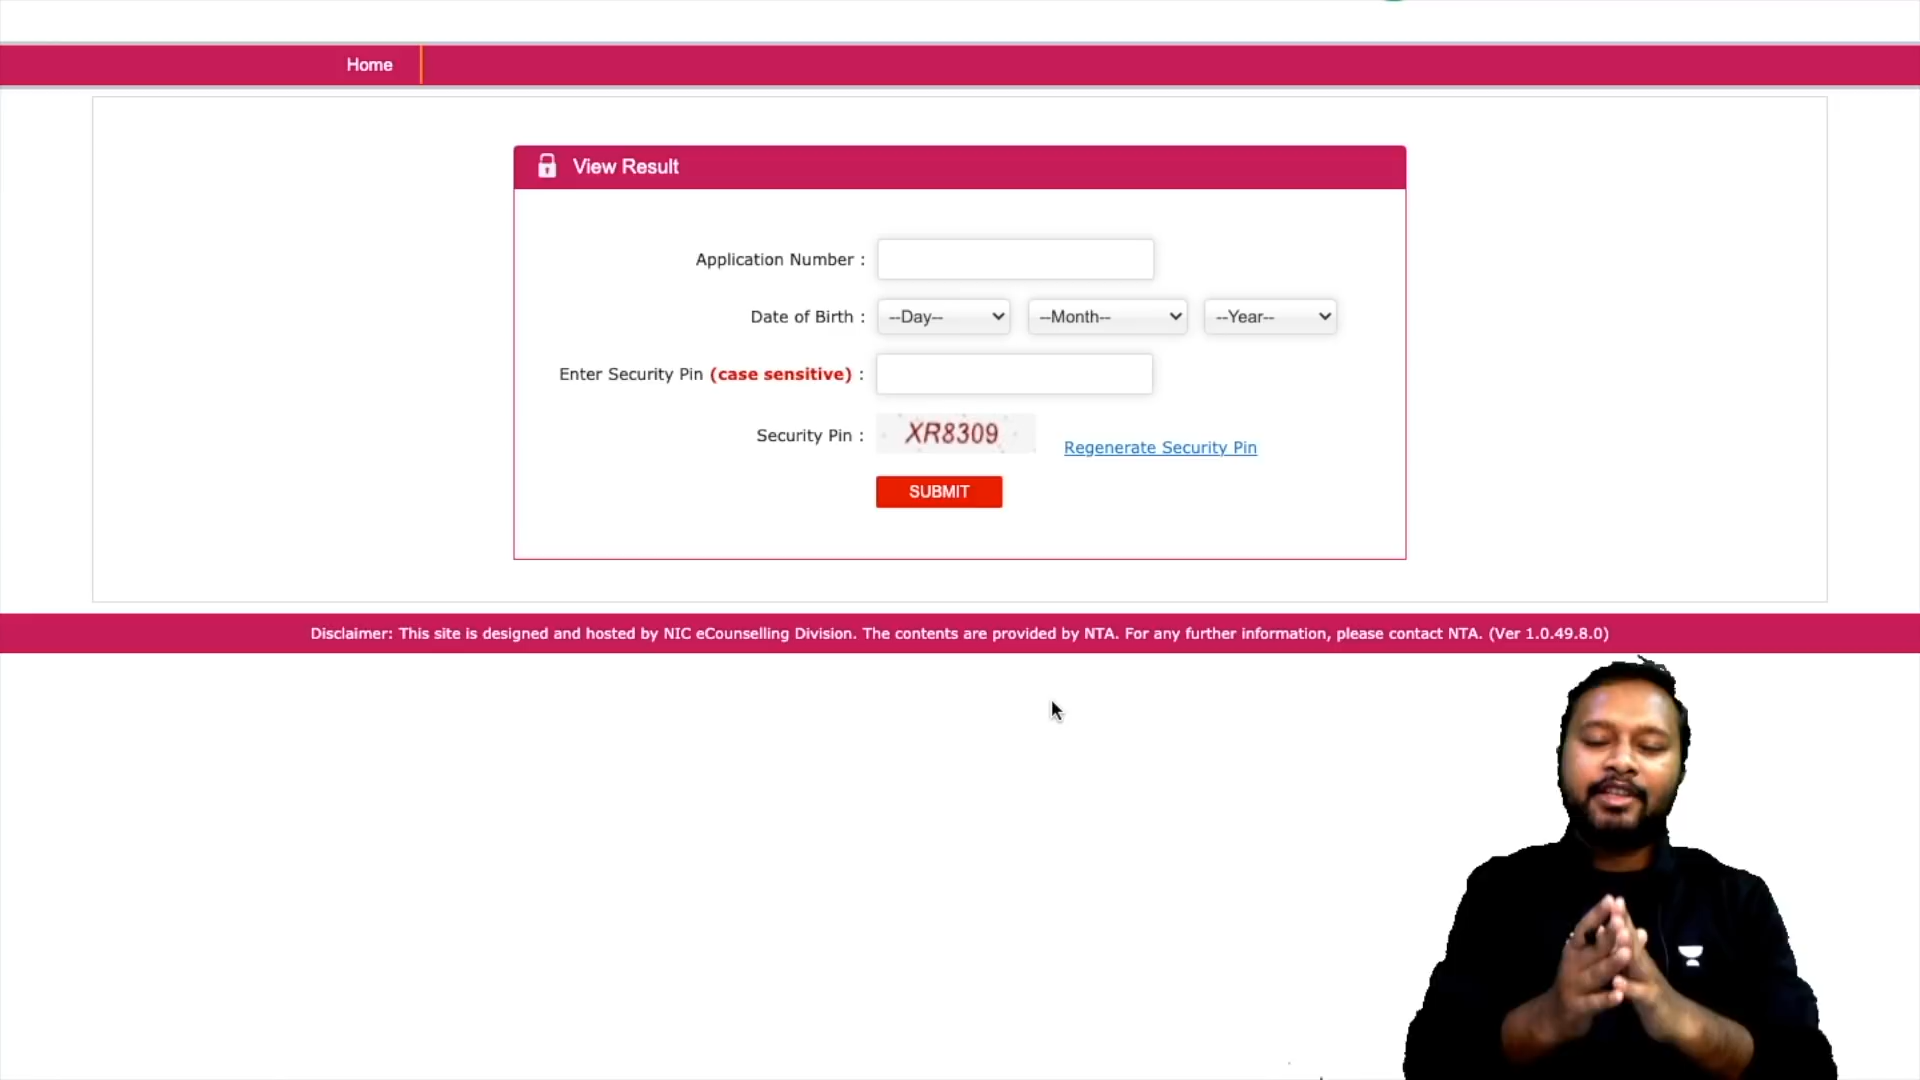 Home
View Result
Application Number :
Date of Birth : --Day-- --Month-- --Year--
Enter Security Pin (case sensitive) :
Security Pin : XR8309 Regenerate Security Pin
SUBMIT
Disclaimer: This site is designed and hosted by NIC eCounselling Division. The contents are provided by NTA. For any further information, please contact NTA. (Ver 1.0.49.8.0)